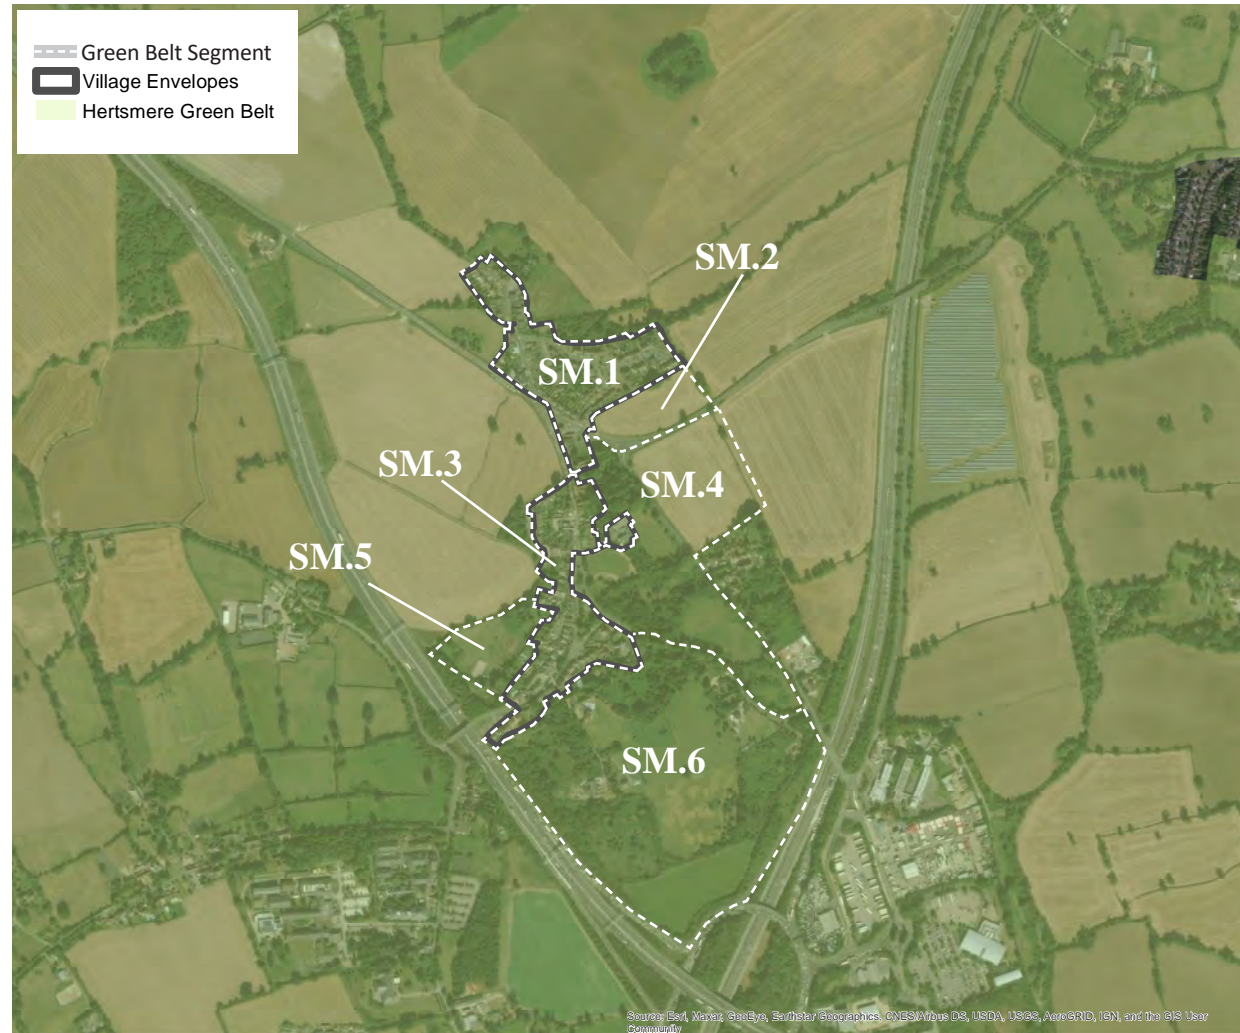 Green Belt Segment
Village Envelopes
Hertsmere Green Belt
SM.2
SM.1
SM.3
SM.4
SM.5
SM.6
Source: Esri, Maxar, GeoEye, Earthstar Geographics, CNES/Airbus DS, USDA, USGS, AeroGRID, IGN, and the GIS User
Community